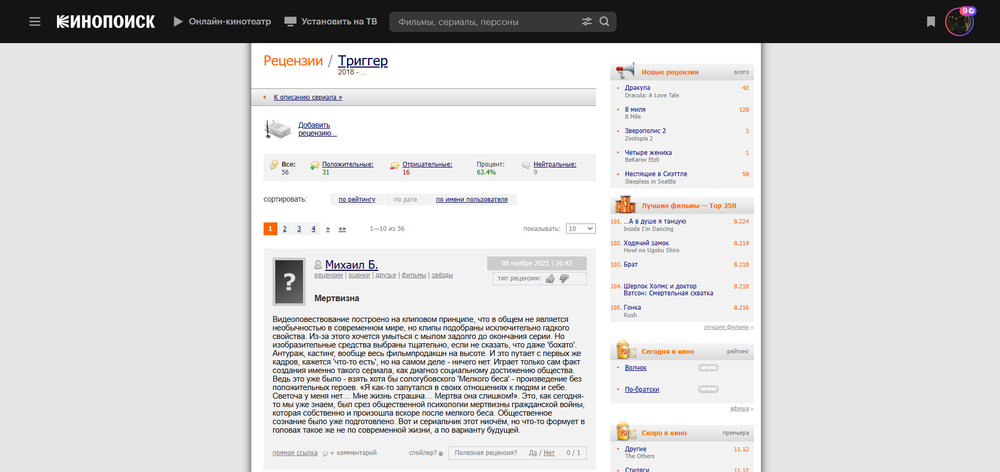 КИНОПОИСК
Онлайн-кинотеатр
Установить на ТВ
Фильмы, сериалы, персоны
9
Рецензии / Триггер
2018 - ...
К описанию сериала »
Добавить
рецензию...
Все:
56
Положительные:
31
Отрицательные:
16
Процент:
63.4%
Нейтральные:
9
сортировать: по рейтингу по дате по имени пользователя
1 2 3 4 » »» 1—10 из 56 показывать: 10
Михаил Б.
08 ноября 2025 | 20:43
рецензии | оценки | друзья | фильмы | звёзды
тип рецензии:
?
Мертвизна
Видеоповествование построено на клиповом принципе, что в общем не является
необычностью в современном мире, но клипы подобраны исключительно гадкого
свойства. Из-за этого хочется умыться с мылом задолго до окончания серии. Но
изобразительные средства выбраны тщательно, если не сказать, что даже 'бохато'.
Антураж, кастинг, вообще весь фильмпродакшн на высоте. И это путает с первых же
кадров, кажется 'что-то есть', но на самом деле - ничего нет. Играет только сам факт
создания именно такого сериала, как диагноз социальному достижению общества.
Ведь это уже было - взять хотя бы сологубовского 'Мелкого беса' - произведение без
положительных героев. «Я как-то запутался в своих отношениях к людям и себе.
Светоча у меня нет… Мне жизнь страшна… Мертва она слишком!». Это, как сегодня-
то мы уже знаем, был срез общественной психологии мертвизны гражданской войны,
которая собственно и произошла вскоре после мелкого беса. Общественное
сознание было уже подготовлено. Вот и сериальчик этот ниочём, но что-то формует в
головах такое же не по современной жизни, а по варианту будущей.
прямая ссылка + комментарий спойлер? Полезная рецензия? Да / Нет 0 / 1
Новые рецензии всего
Дракула 42
Dracula: A Love Tale
8 миля 128
8 Mile
Зверополис 2 3
Zootopia 2
Четыре жениха 1
BeKarov Etzli
Неспящие в Сиэттле 58
Sleepless in Seattle
Лучшие фильмы — Top 250
101. ...А в душе я танцую 8.224
Inside I'm Dancing
102. Ходячий замок 8.219
Howl no Ugoku Shiro
103. Брат 8.218
104. Шерлок Холмс и доктор 8.218
Ватсон: Смертельная схватка
105. Гонка 8.216
Rush
лучшие фильмы »
Сегодня в кино рейтинг
Волчок ПРОМО
По-братски ПРОМО
афиша »
Скоро в кино премьера
Другие 11.12
The Others
Стиляги 11.12